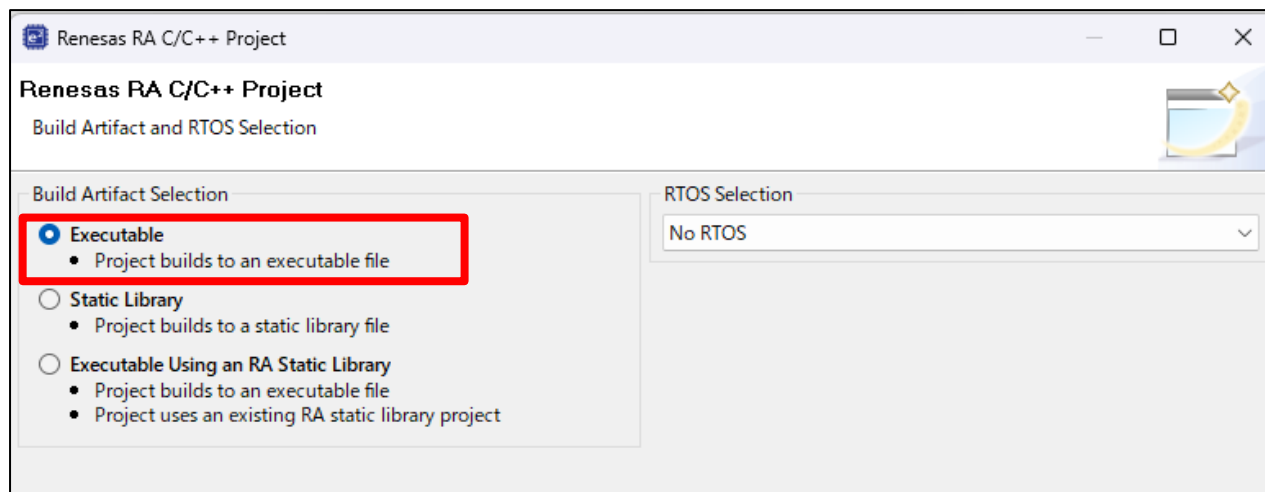 Renesas RA C/C++ Project
Renesas RA C/C++ Project
Build Artifact and RTOS Selection
Build Artifact Selection
Executable
• Project builds to an executable file
Static Library
• Project builds to a static library file
Executable Using an RA Static Library
• Project builds to an executable file
• Project uses an existing RA static library project
RTOS Selection
No RTOS